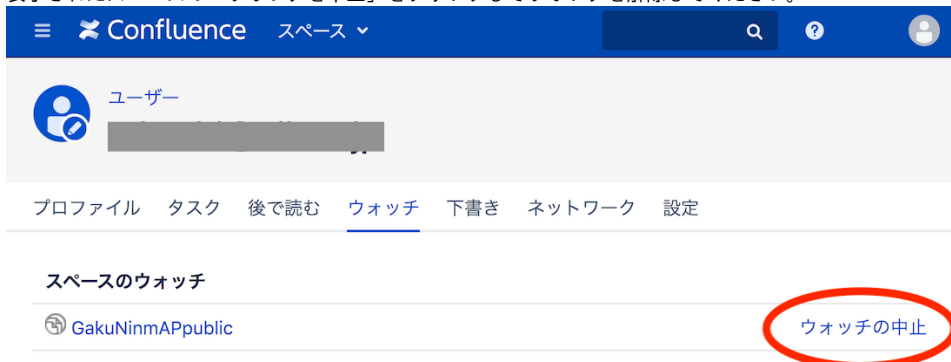 ≡ Confluence スペース
?
ユーザー
プロファイル タスク 後で読む ウォッチ 下書き ネットワーク 設定
スペースのウォッチ
GakuNinmAPpublic ウォッチの中止